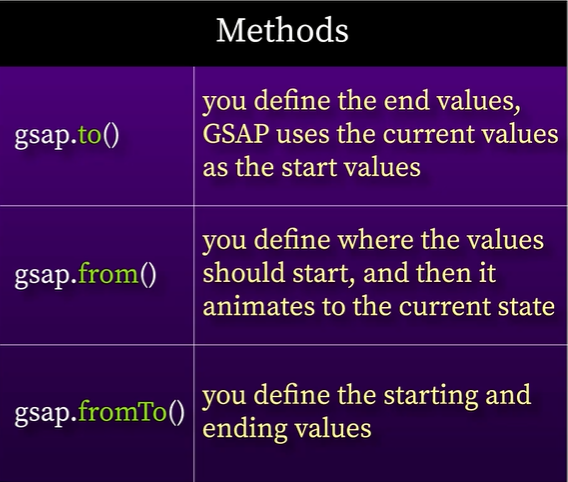 Methods
gsap.to()
you define the end values,
GSAP uses the current values
as the start values
gsap.from()
you define where the values
should start, and then it
animates to the current state
gsap.fromTo()
you define the starting and
ending values